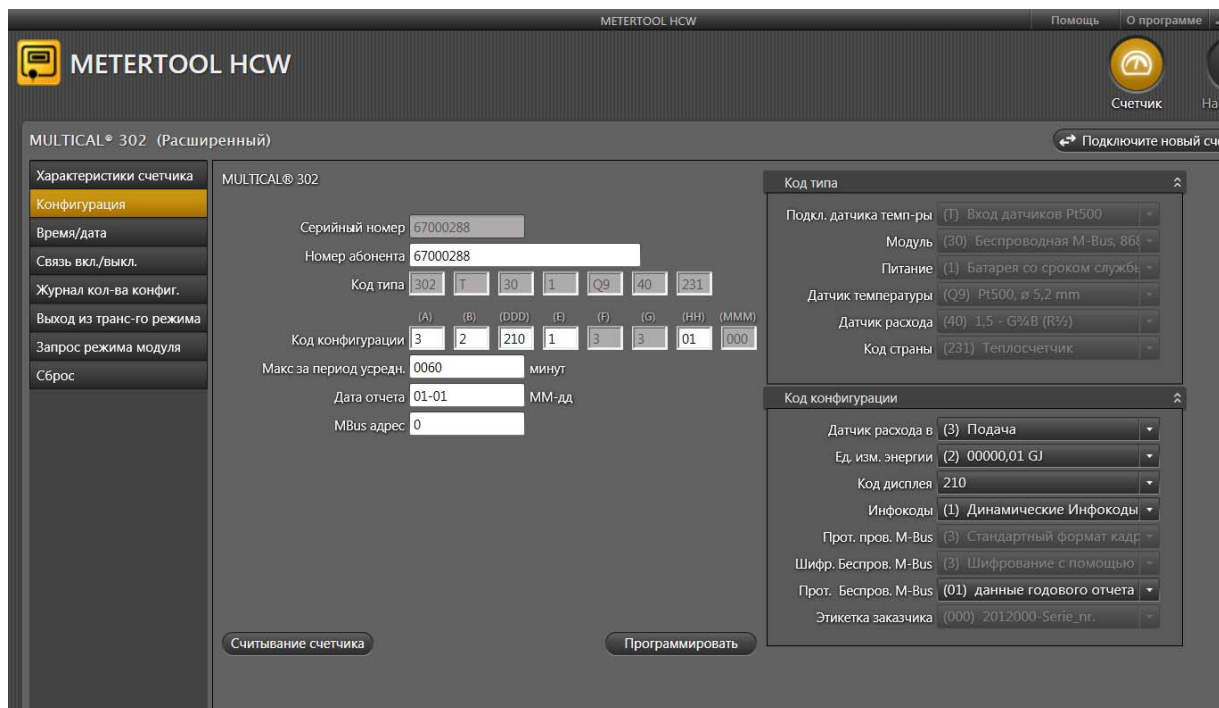 METERTOOL HCW
Помощь О программе
METERTOOL HCW
Счетчик
MULTICAL® 302 (Расширенный)
Подключите новый
Характеристики счетчика
Конфигурация
Время/дата
Связь вкл./выкл.
Журнал кол-ва конфиг.
Выход из транс-го режима
Запрос режима модуля
Сброс
MULTICAL® 302
Серийный номер 67000288
Номер абонента 67000288
Код типа 302 T 30 1 Q9 40 231
(A) (B) (DDD) (E) (F) (G) (HH) (MMM)
Код конфигурации 3 2 210 1 3 3 01 000
Макс за период усредн. 0060 минут
Дата отчета 01-01 ММ-дд
MBus адрес 0
Считывание счетчика
Программировать
Код типа
Подкл. датчика темп-ры (T) Вход датчиков Pt500
Модуль (30) Беспроводная M-Bus,
Питание (1) Батарея со сроком
Датчик температуры (Q9) Pt500, ø 5,2 mm
Датчик расхода (40) 1,5 - G¾B (R½)
Код страны (231) Теплосчетчик
Код конфигурации
Датчик расхода в (3) Подача
Ед. изм. энергии (2) 00000,01 GJ
Код дисплея 210
Инфокоды (1) Динамические Инфокоды
Прот. пров. M-Bus (3) Стандартный формат
Шифр. Беспров. M-Bus (3) Шифрование с помощью
Прот. Беспров. M-Bus (01) данные годового отчета
Этикетка заказчика (000) 2012000-Serie_nr.